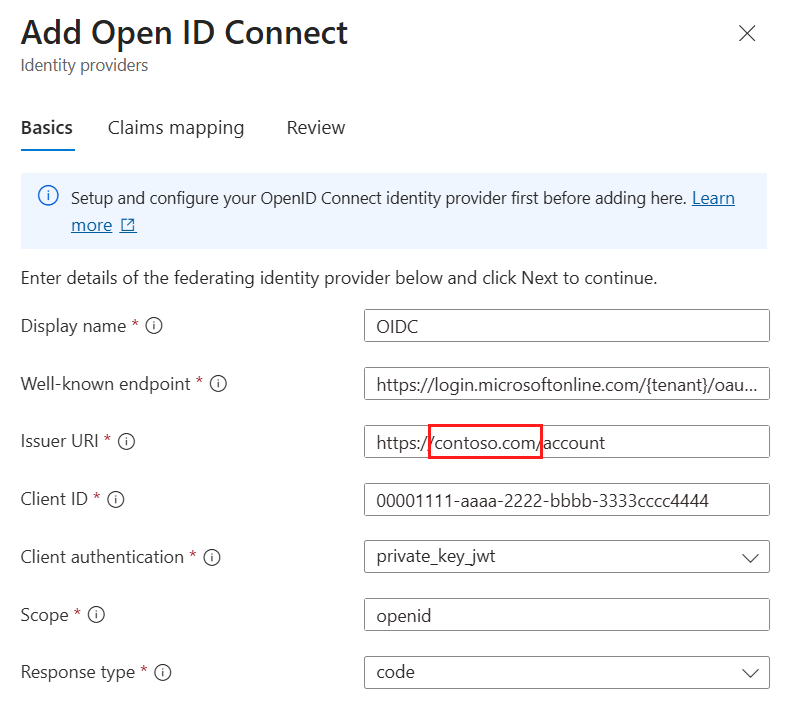 Add Open ID Connect
Identity providers
Basics Claims mapping Review
Setup and configure your OpenID Connect identity provider first before adding here. Learn
more
Enter details of the federating identity provider below and click Next to continue.
Display name * OIDC
Well-known endpoint * https://login.microsoftonline.com/{tenant}/oau...
Issuer URI * https://contoso.com/account
Client ID * 00001111-aaaa-2222-bbbb-3333cccc4444
Client authentication * private_key_jwt
Scope * openid
Response type * code